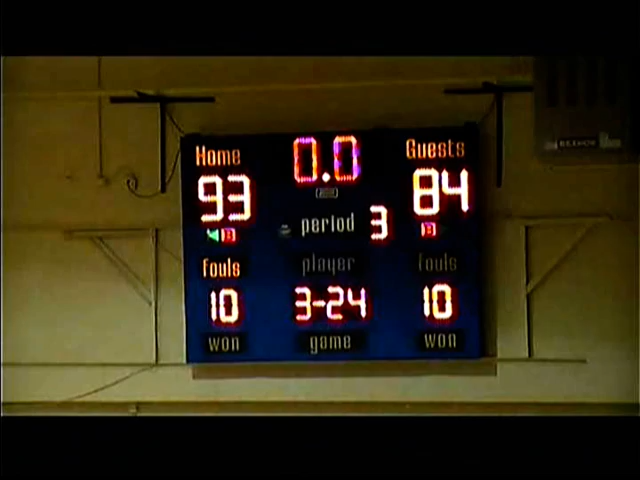 Home 0.0 Guests
93 84
period 3
B B
fouls player fouls
10 3-24 10
won game won